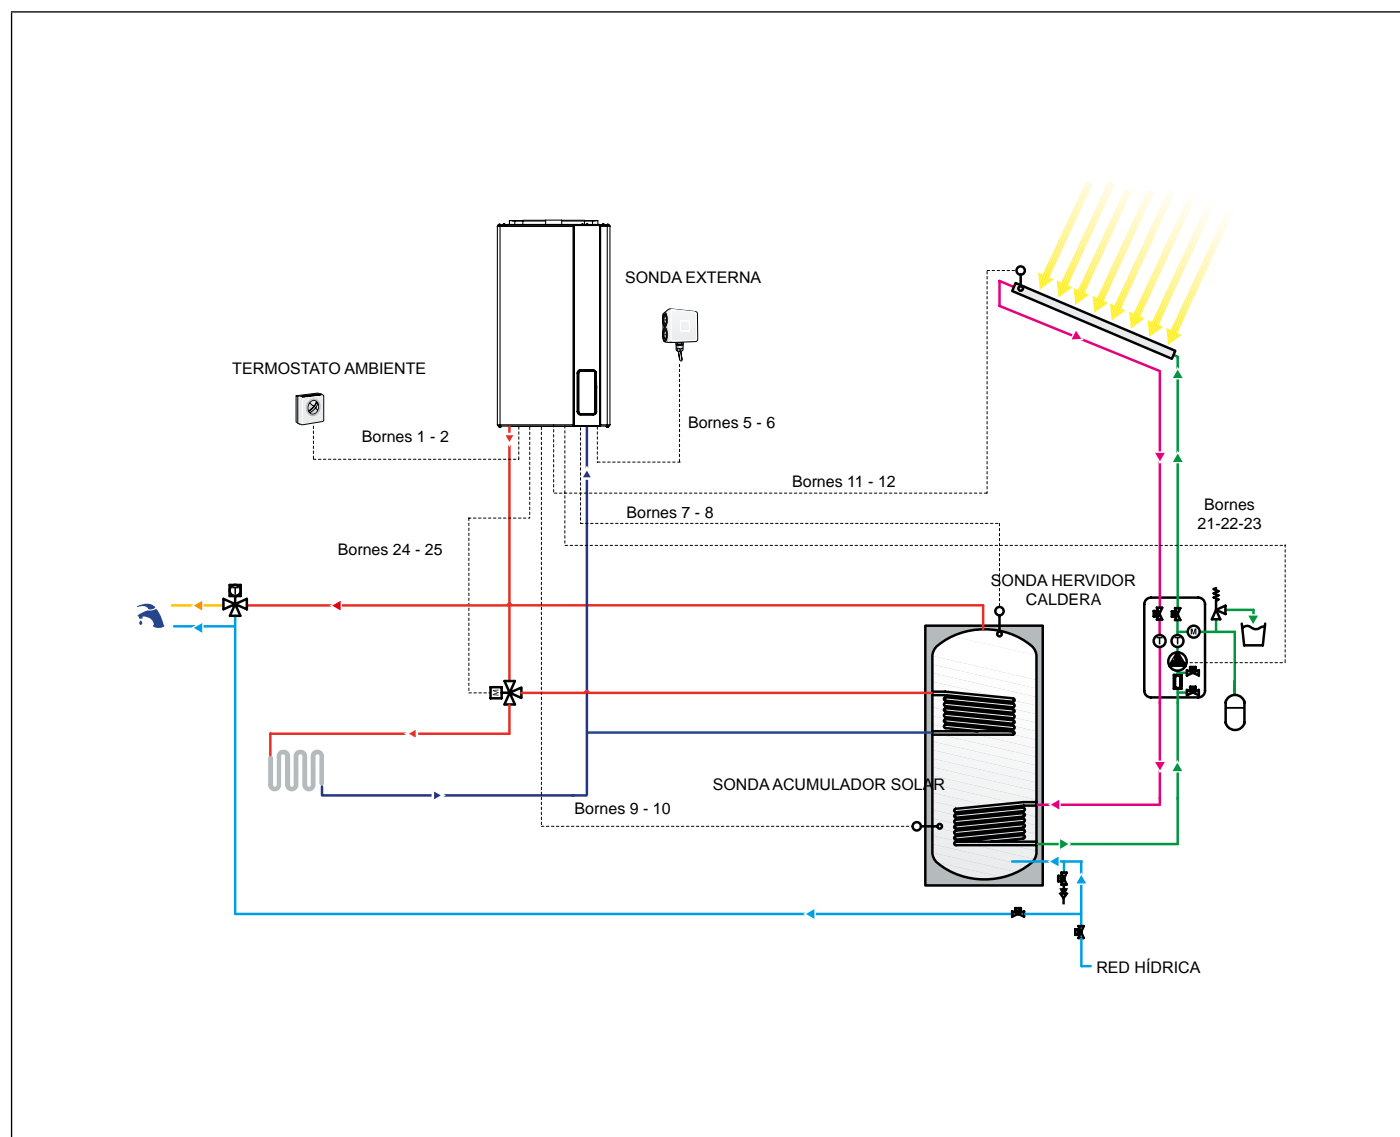 SONDA EXTERNA
TERMOSTATO AMBIENTE
Bornes 5 - 6
Bornes 1 - 2
Bornes 11 - 12
Bornes 7 - 8
Bornes
21-22-23
Bornes 24 - 25
SONDA HERVIDOR
CALDERA
M
T
T
M
SONDA ACUMULADOR SOLAR
Bornes 9 - 10
RED HÍDRICA